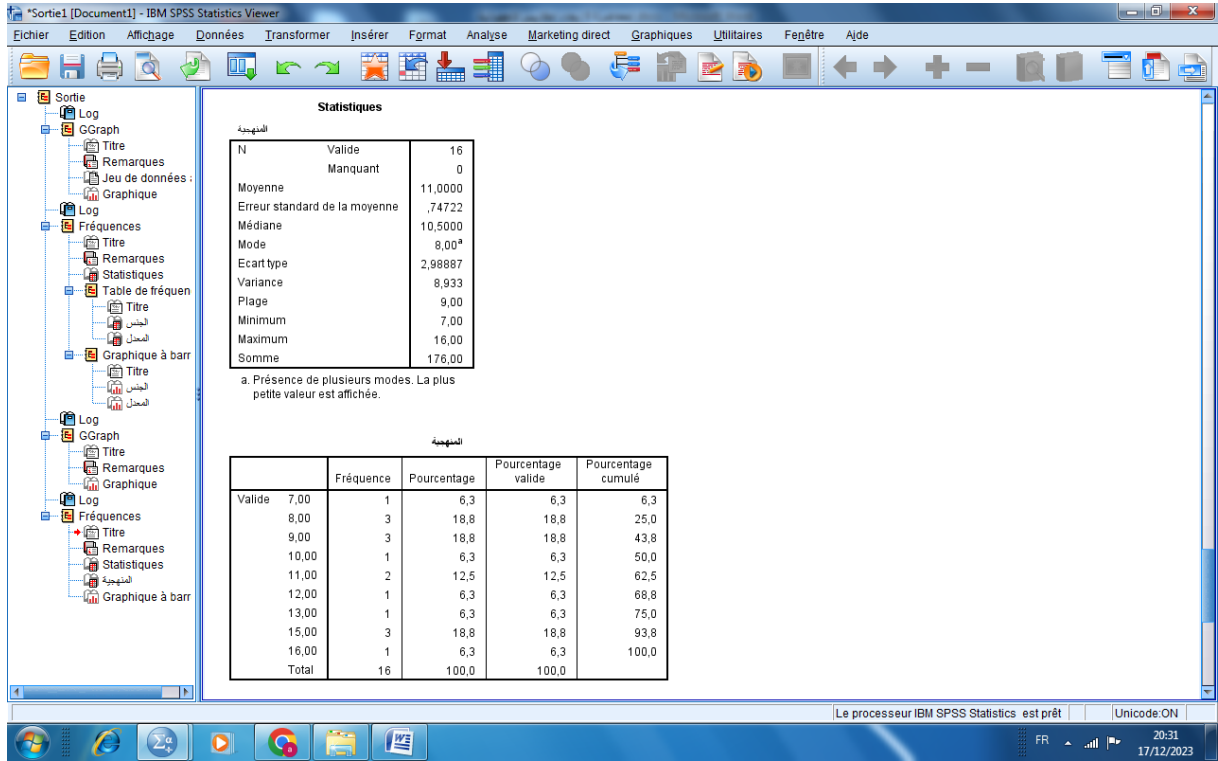 *Sortie1 [Document1] - IBM SPSS Statistics Viewer
Fichier Edition Affichage Données Transformer Insérer Format Analyse Marketing direct Graphiques Utilitaires Fenêtre Ajde
Sortie
Log
GGraph
Titre
Remarques
Jeu de données
Graphique
Log
Fréquences
Titre
Remarques
Statistiques
Table de fréquen
Titre
الجنس
المعدل
Graphique à barr
Titre
الجنس
المعدل
Log
GGraph
Titre
Remarques
Graphique
Log
Fréquences
Titre
Remarques
Statistiques
المنهجية
Graphique à barr
Statistiques
المنهجية
N Valide 16
Manquant 0
Moyenne 11,0000
Erreur standard de la moyenne ,74722
Médiane 10,5000
Mode 8,00a
Ecart type 2,98887
Variance 8,933
Plage 9,00
Minimum 7,00
Maximum 16,00
Somme 176,00
a. Présence de plusieurs modes. La plus
petite valeur est affichée.
المنهجية
Fréquence Pourcentage Pourcentage valide Pourcentage cumulé
Valide 7,00 1 6,3 6,3 6,3
8,00 3 18,8 18,8 25,0
9,00 3 18,8 18,8 43,8
10,00 1 6,3 6,3 50,0
11,00 2 12,5 12,5 62,5
12,00 1 6,3 6,3 68,8
13,00 1 6,3 6,3 75,0
15,00 3 18,8 18,8 93,8
16,00 1 6,3 6,3 100,0
Total 16 100,0 100,0
Le processeur IBM SPSS Statistics est prêt Unicode:ON
FR 20:31
17/12/2023